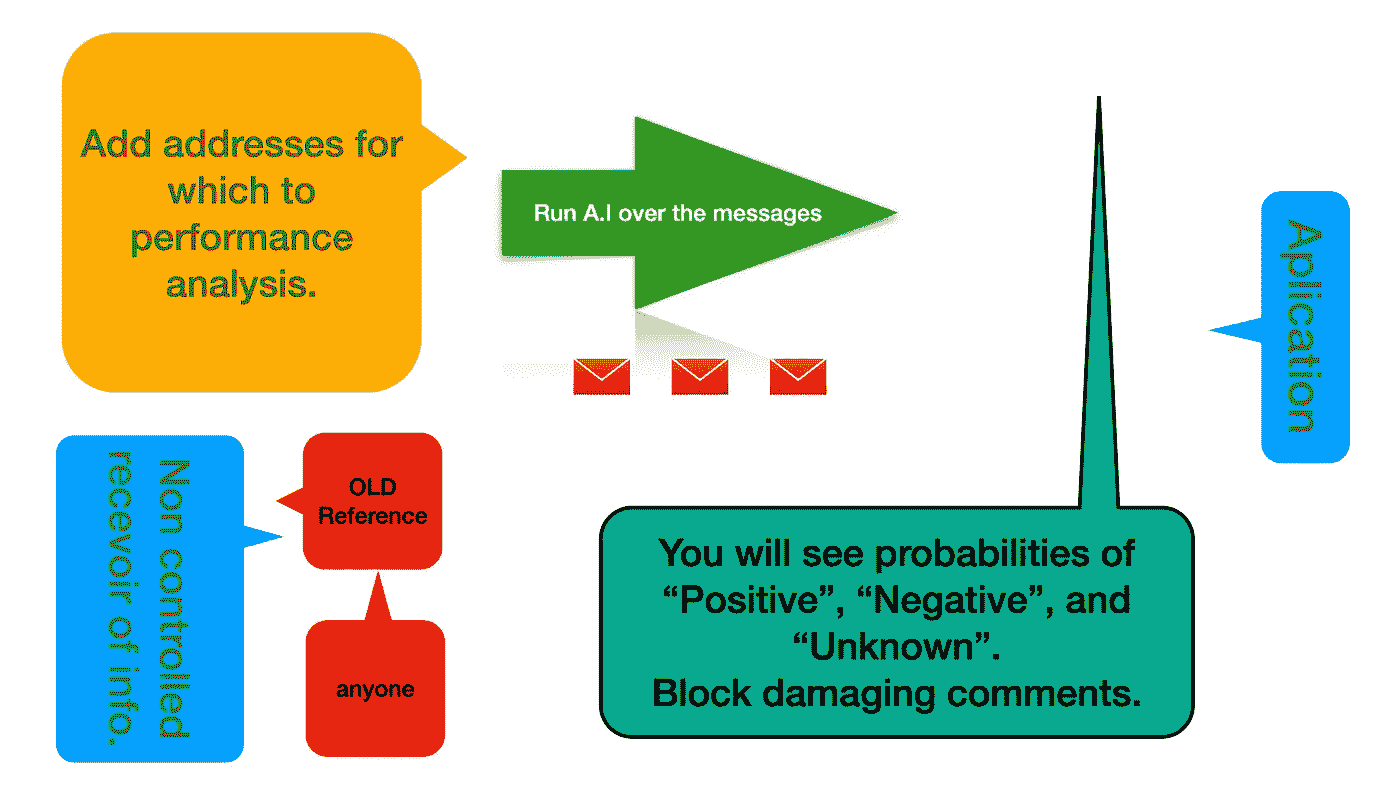 Add addresses for
which to
performance
analysis.
Run A.I over the messages
Aplication
Non controlled
recevoir of info.
OLD
Reference
anyone
You will see probabilities of
“Positive”, “Negative”, and
“Unknown”.
Block damaging comments.